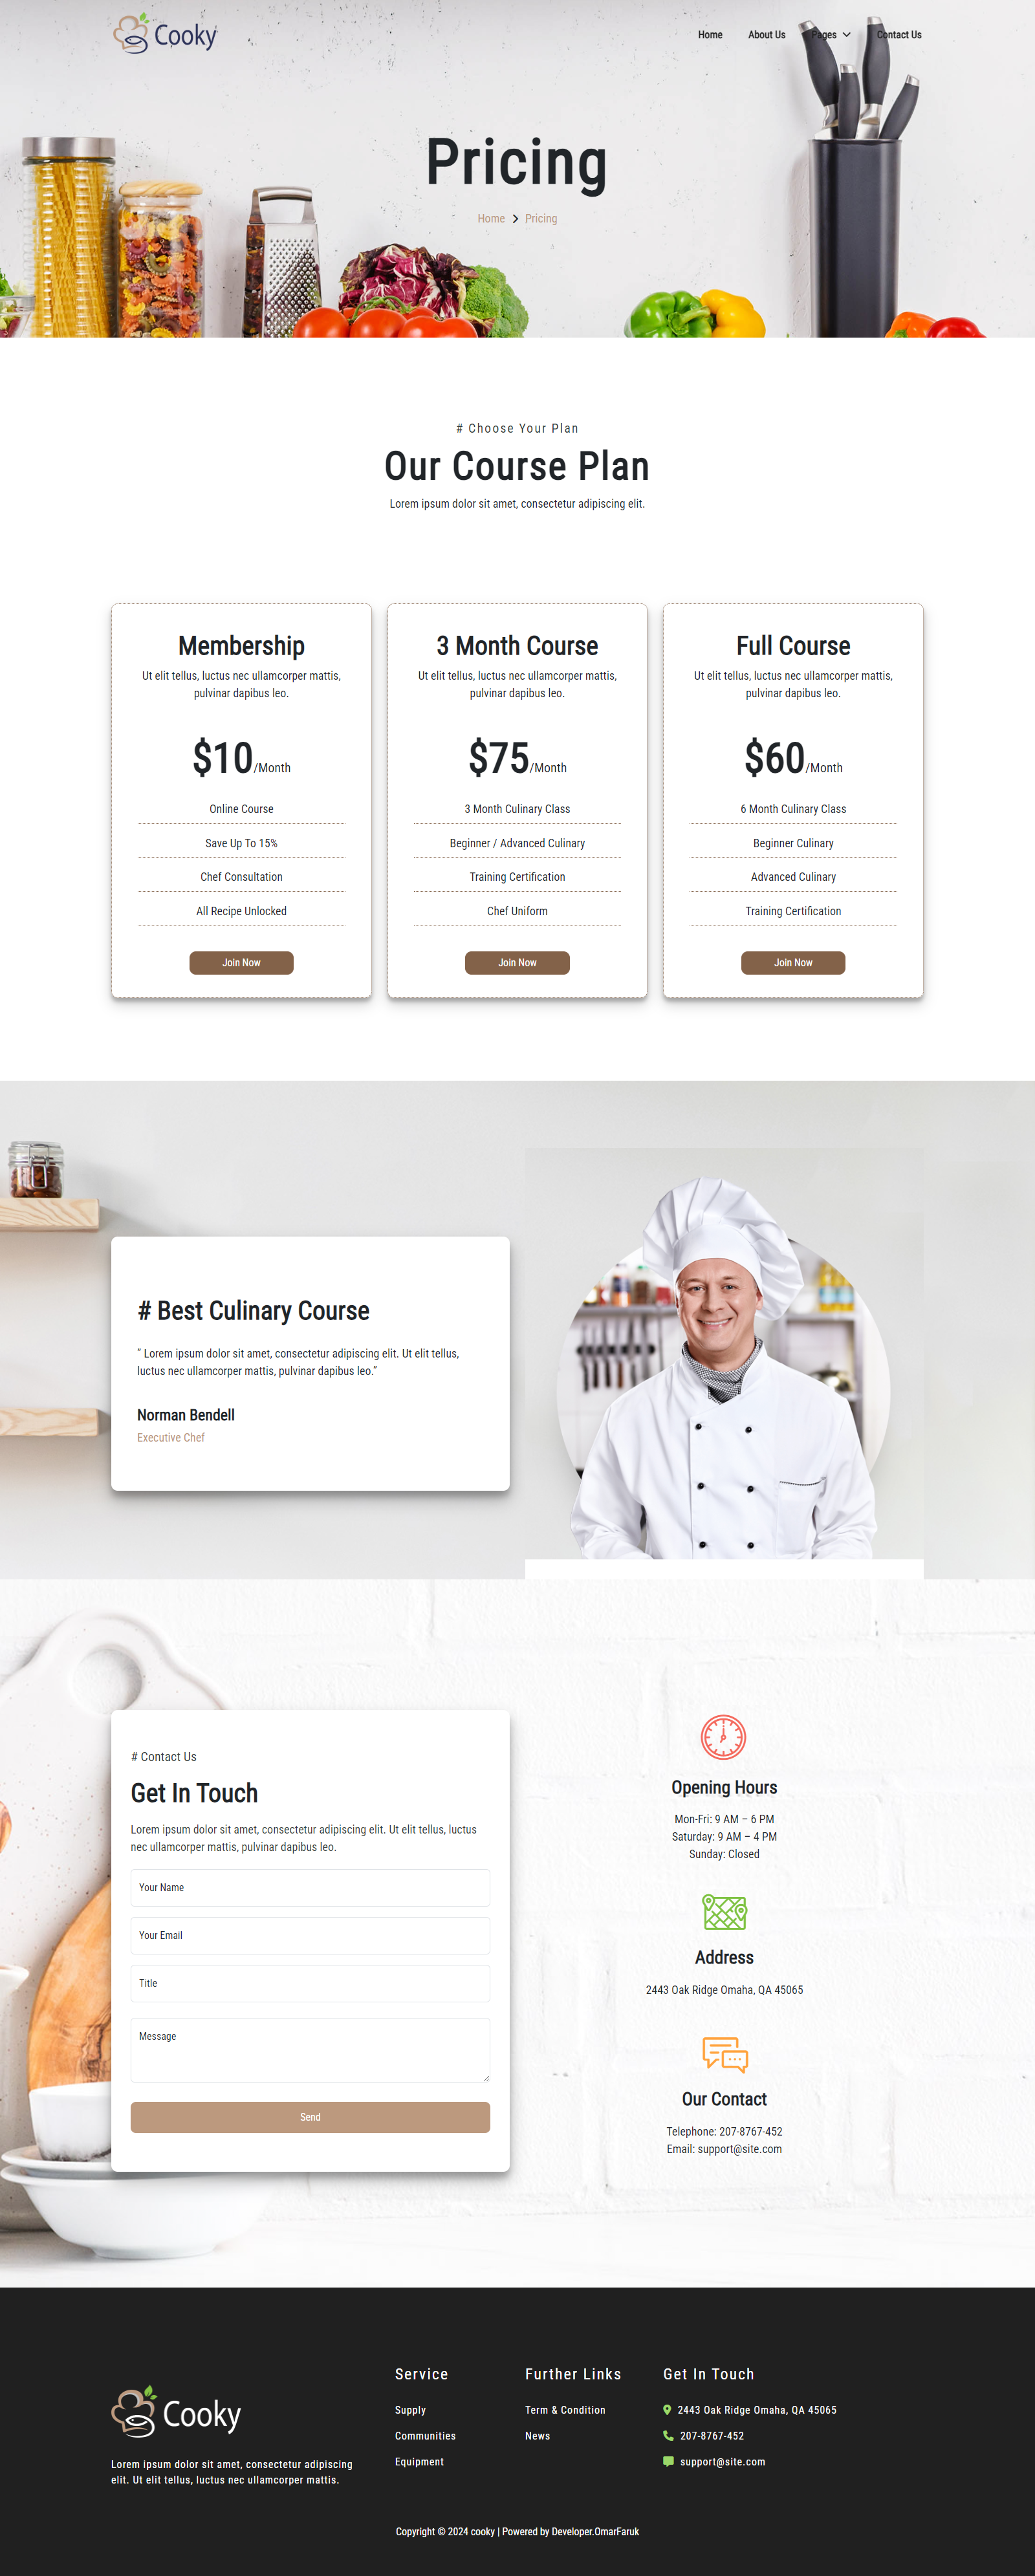 Cooky
Home
About Us
Pages
Contact Us
Pricing
Home
Pricing
# Choose Your Plan
Our Course Plan
Lorem ipsum dolor sit amet, consectetur adipiscing elit.
Membership
Ut elit tellus, luctus nec ullamcorper mattis,
pulvinar dapibus leo.
$10/Month
Online Course
Save Up To 15%
Chef Consultation
All Recipe Unlocked
Join Now
3 Month Course
Ut elit tellus, luctus nec ullamcorper mattis,
pulvinar dapibus leo.
$75/Month
3 Month Culinary Class
Beginner / Advanced Culinary
Training Certification
Chef Uniform
Join Now
Full Course
Ut elit tellus, luctus nec ullamcorper mattis,
pulvinar dapibus leo.
$60/Month
6 Month Culinary Class
Beginner Culinary
Advanced Culinary
Training Certification
Join Now
# Best Culinary Course
“ Lorem ipsum dolor sit amet, consectetur adipiscing elit. Ut elit tellus,
luctus nec ullamcorper mattis, pulvinar dapibus leo.”
Norman Bendell
Executive Chef
# Contact Us
Get In Touch
Lorem ipsum dolor sit amet, consectetur adipiscing elit. Ut elit tellus, luctus
nec ullamcorper mattis, pulvinar dapibus leo.
Your Name
Your Email
Title
Message
Send
Opening Hours
Mon-Fri: 9 AM – 6 PM
Saturday: 9 AM – 4 PM
Sunday: Closed
Address
2443 Oak Ridge Omaha, QA 45065
Our Contact
Telephone: 207-8767-452
Email: support@site.com
Cooky
Lorem ipsum dolor sit amet, consectetur adipiscing
elit. Ut elit tellus, luctus nec ullamcorper mattis.
Service
Supply
Communities
Equipment
Further Links
Term & Condition
News
Get In Touch
2443 Oak Ridge Omaha, QA 45065
207-8767-452
support@site.com
Copyright © 2024 cooky | Powered by Developer.OmarFaruk